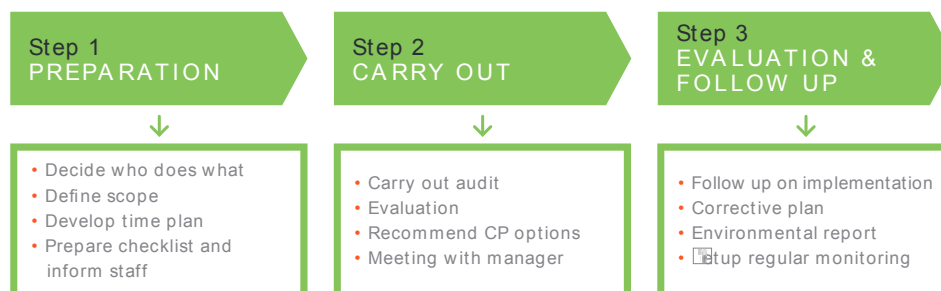 Step 1
PREPARATION
Step 2
CARRY OUT
Step 3
EVALUATION &
FOLLOW UP
• Decide who does what
• Define scope
• Develop time plan
• Prepare checklist and
inform staff
• Carry out audit
• Evaluation
• Recommend CP options
• Meeting with manager
• Follow up on implementation
• Corrective plan
• Environmental report
• etup regular monitoring